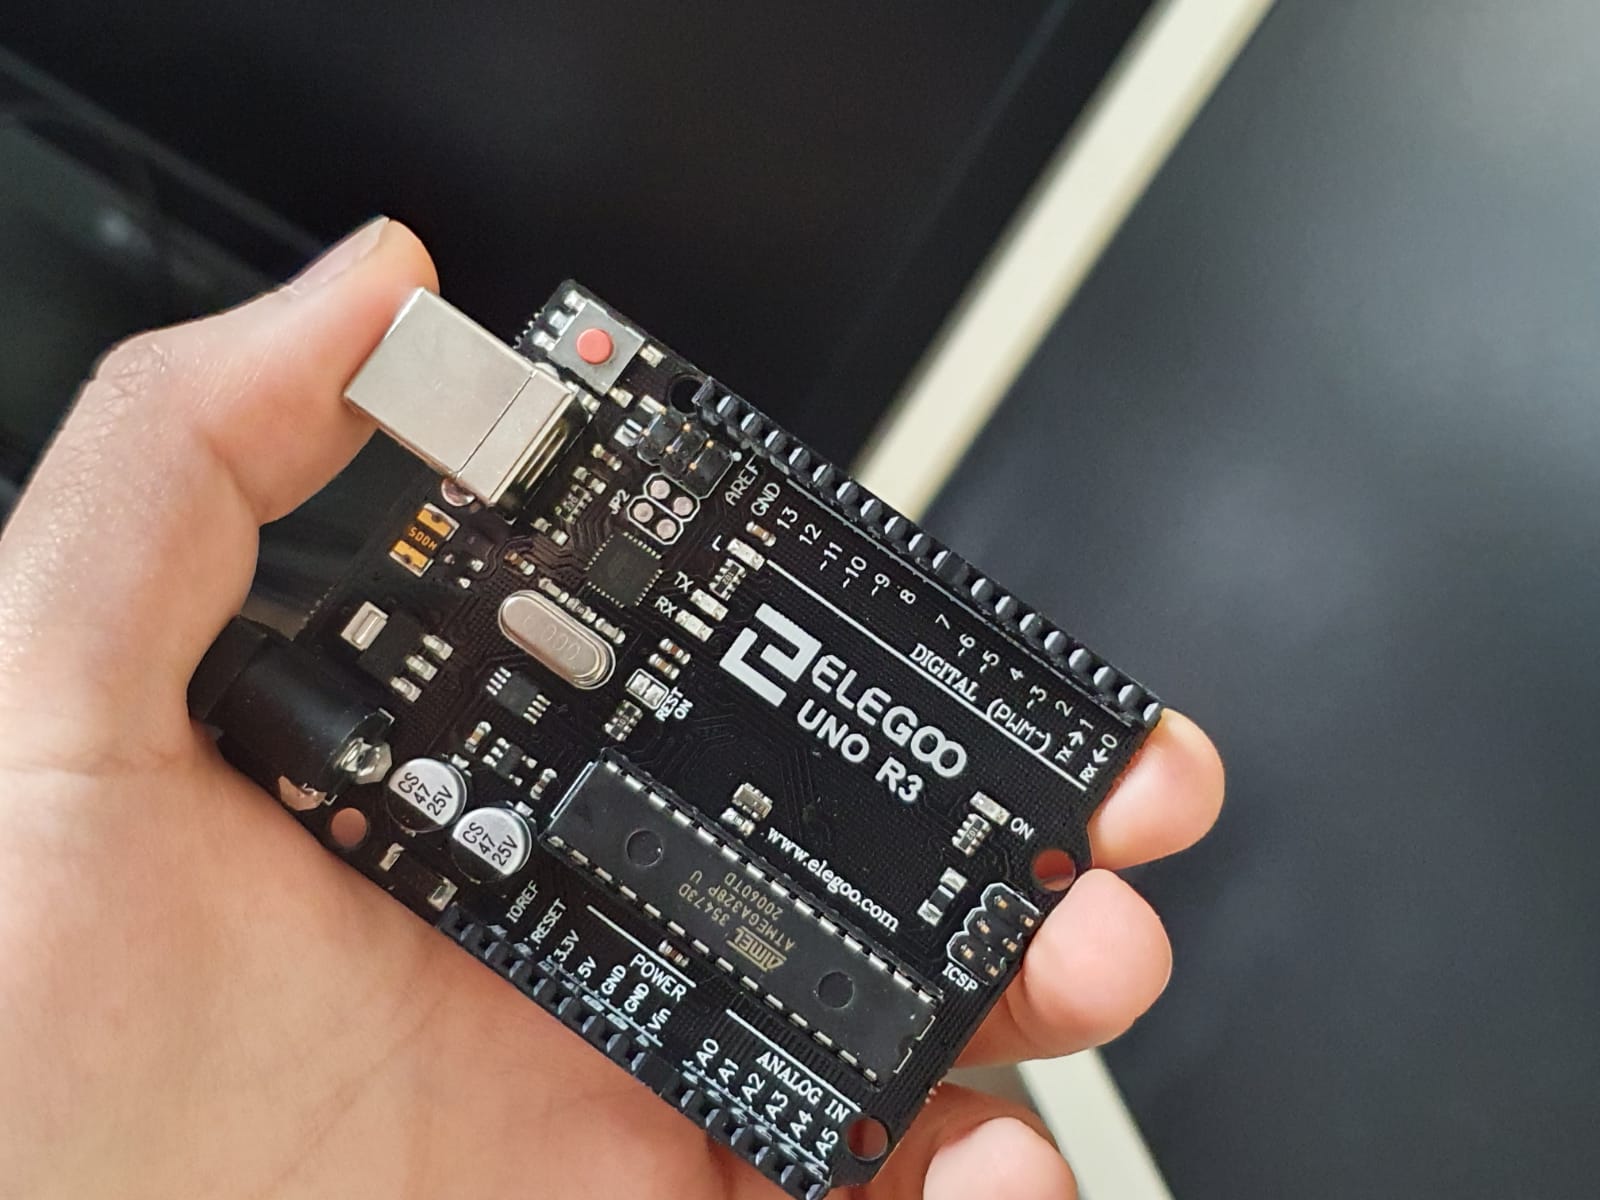 AREF
GND
13
12
~11
~10
~9
8
7
~6
~5
4
~3
2
TX→1
RX←0
DIGITAL (PWM~)
JP2
L
TX
RX
ELEGOO
UNO R3
REST
ON
ON
www.elegoo.com
ICSP
CS
47
25V
CS
47
25V
ATMEL 35473D
ATMEGA328P U
20060TD
IOREF
RESET
3.3V
5V
GND
GND
Vin
POWER
A0
A1
A2
A3
A4
A5
ANALOG IN